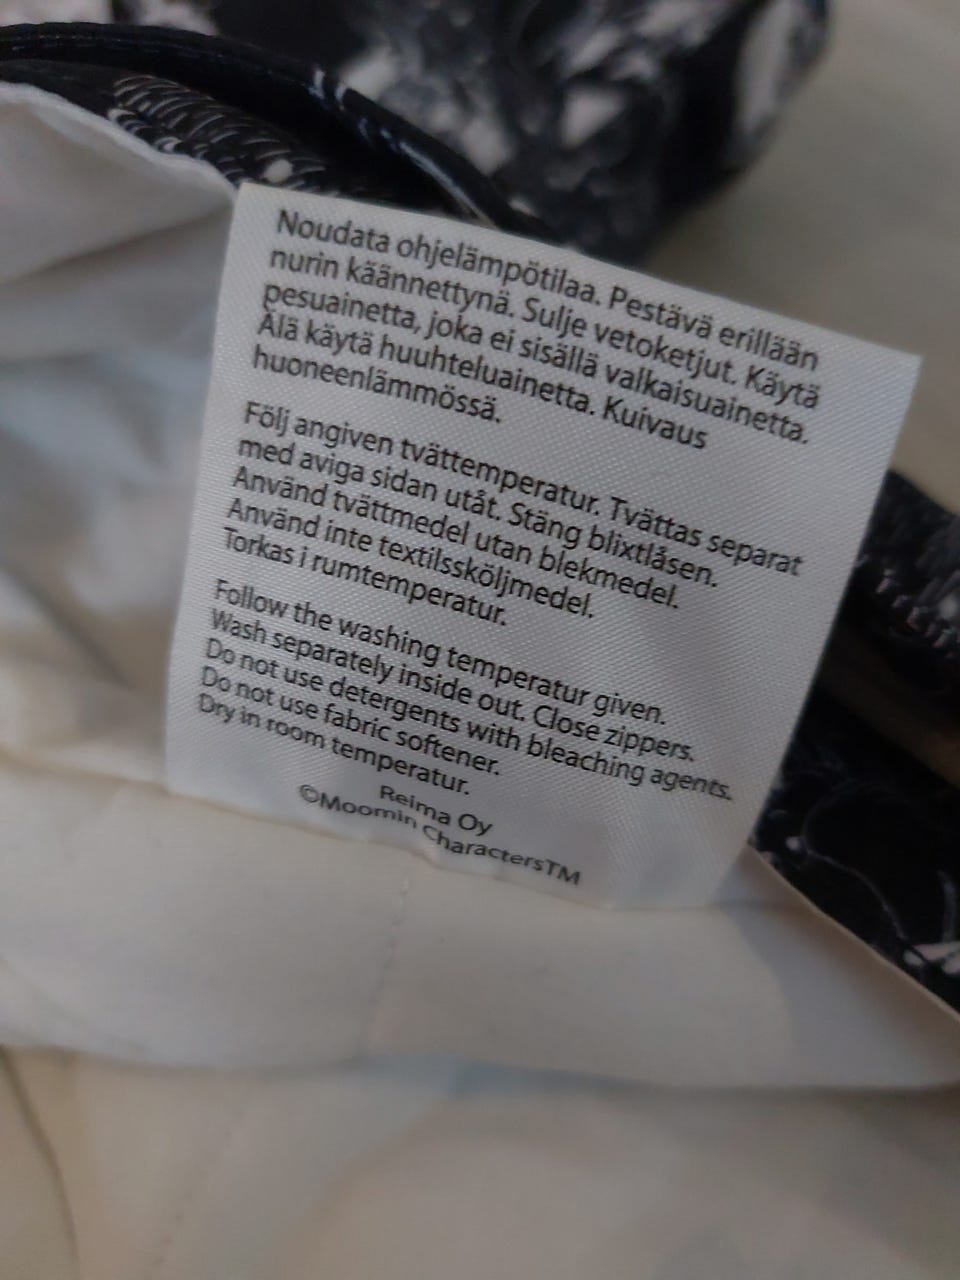 Noudata ohjelämpötilaa. Pestävä erillään
nurin käännettynä. Sulje vetoketjut. Käytä
pesuainetta, joka ei sisällä valkaisuainetta.
Älä käytä huuhteluainetta. Kuivaus
huoneenlämmössä.
Följ angiven tvättemperatur. Tvättas separat
med aviga sidan utåt. Stäng blixtlåsen.
Använd tvättmedel utan blekmedel.
Använd inte textilssköljmedel.
Torkas i rumtemperatur.
Follow the washing temperatur given.
Wash separately inside out. Close zippers.
Do not use detergents with bleaching agents.
Do not use fabric softener.
Dry in room temperatur.
Reima Oy
©Moomin CharactersTM